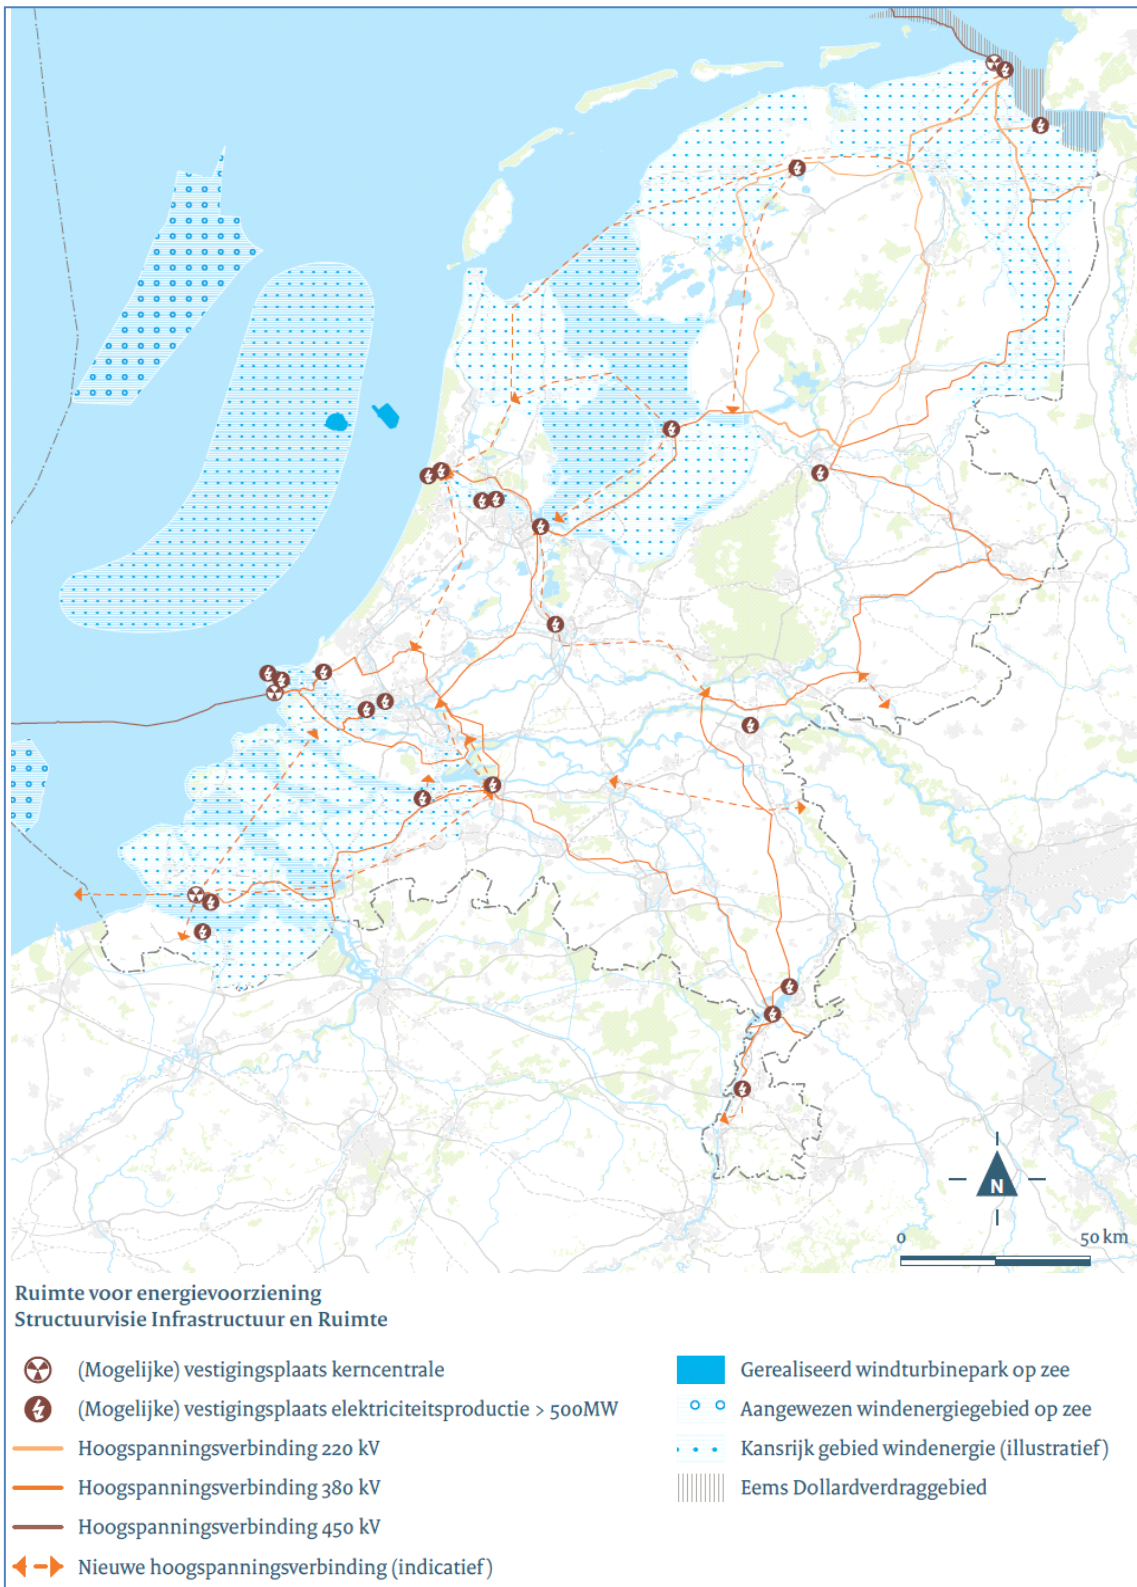 N
0 50 km
Ruimte voor energievoorziening
Structuurvisie Infrastructuur en Ruimte
(Mogelijke) vestigingsplaats kerncentrale
(Mogelijke) vestigingsplaats elektriciteitsproductie > 500MW
Hoogspanningsverbinding 220 kV
Hoogspanningsverbinding 380 kV
Hoogspanningsverbinding 450 kV
Nieuwe hoogspanningsverbinding (indicatief)
Gerealiseerd windturbinepark op zee
Aangewezen windenergiegebied op zee
Kansrijk gebied windenergie (illustratief)
Eems Dollardverdraggebied